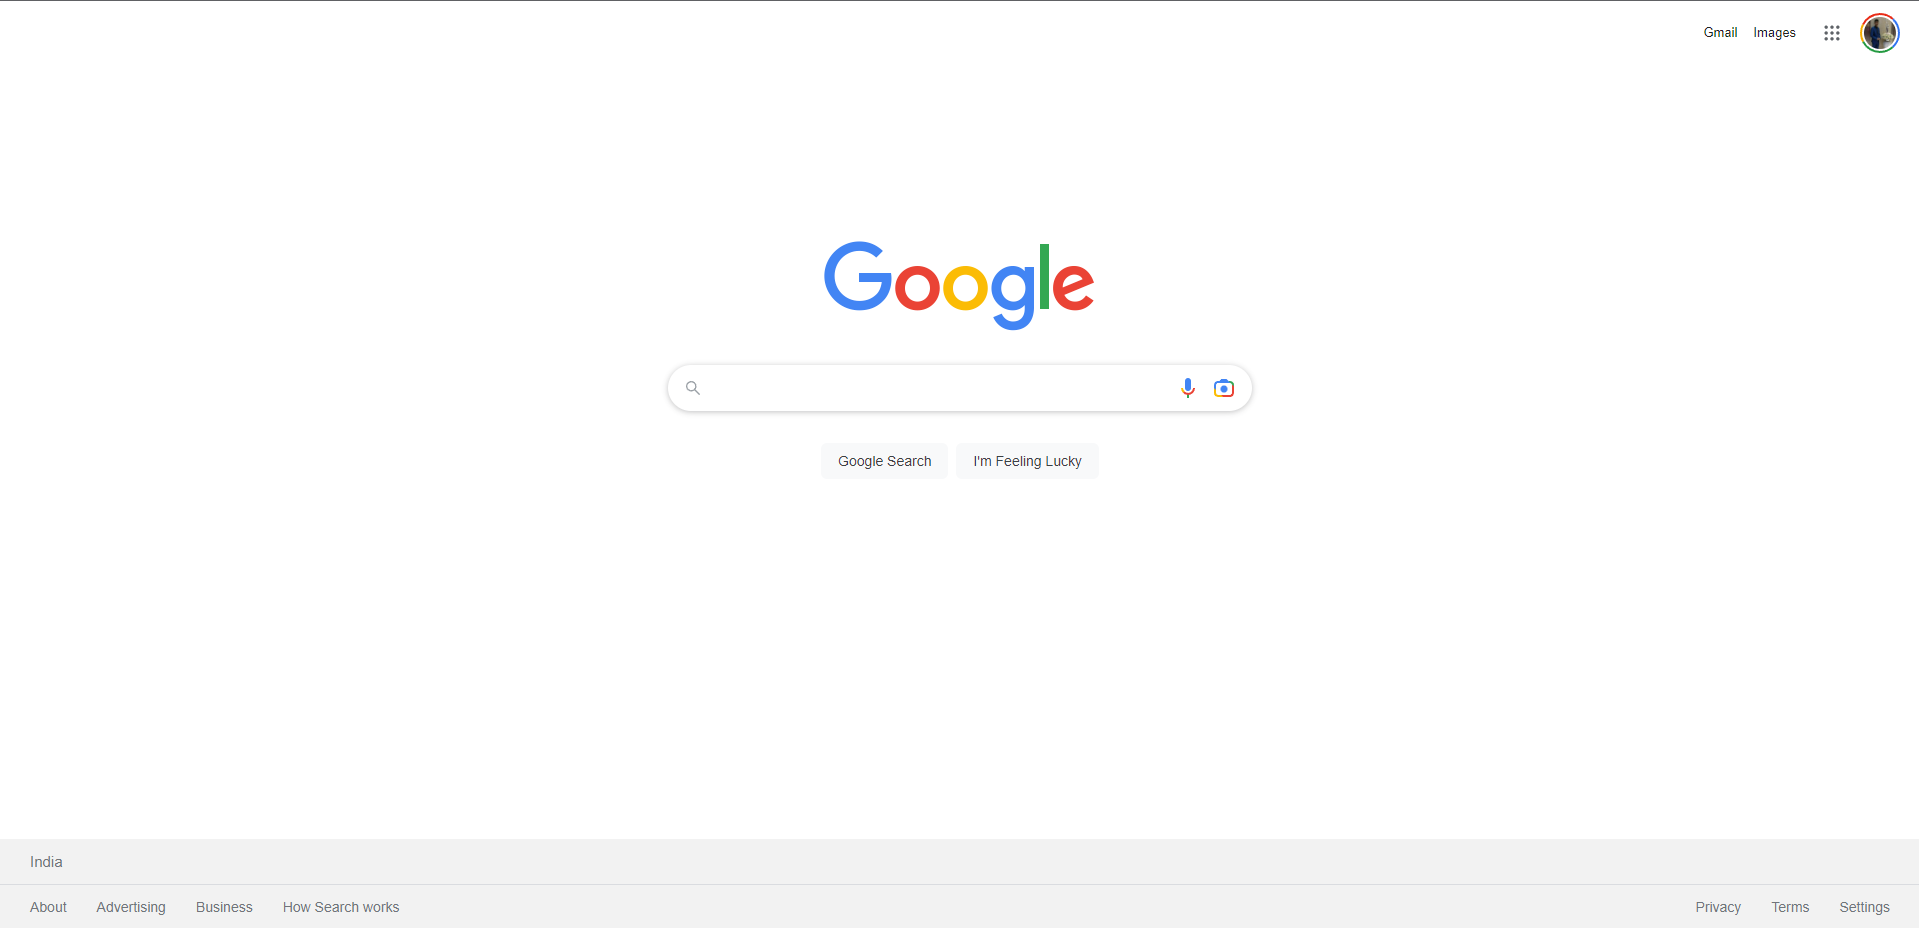 Gmail Images
Google
Google Search I'm Feeling Lucky
India
About Advertising Business How Search works Privacy Terms Settings